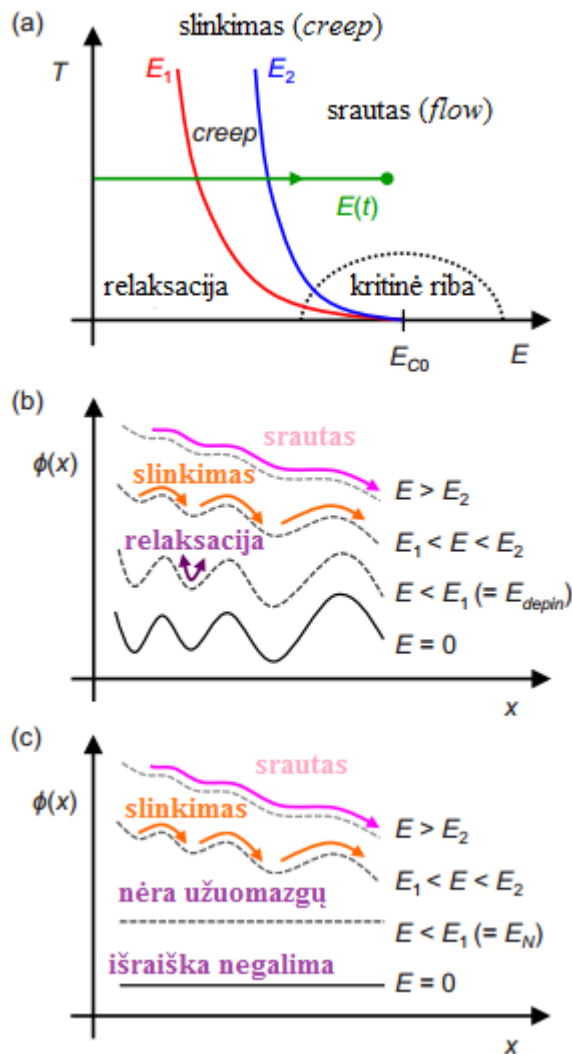 (a)
slinkimas (creep)
T
E1
E2
creep
srautas (flow)
E(t)
relaksacija
kritinė riba
EC0
E
(b)
ϕ(x)
srautas
slinkimas
E > E2
relaksacija
E1 < E < E2
E < E1 (= Edepin)
E = 0
x
(c)
ϕ(x)
srautas
slinkimas
E > E2
E1 < E < E2
nėra užuomazgų
E < E1 (= EN)
išraiška negalima
E = 0
x